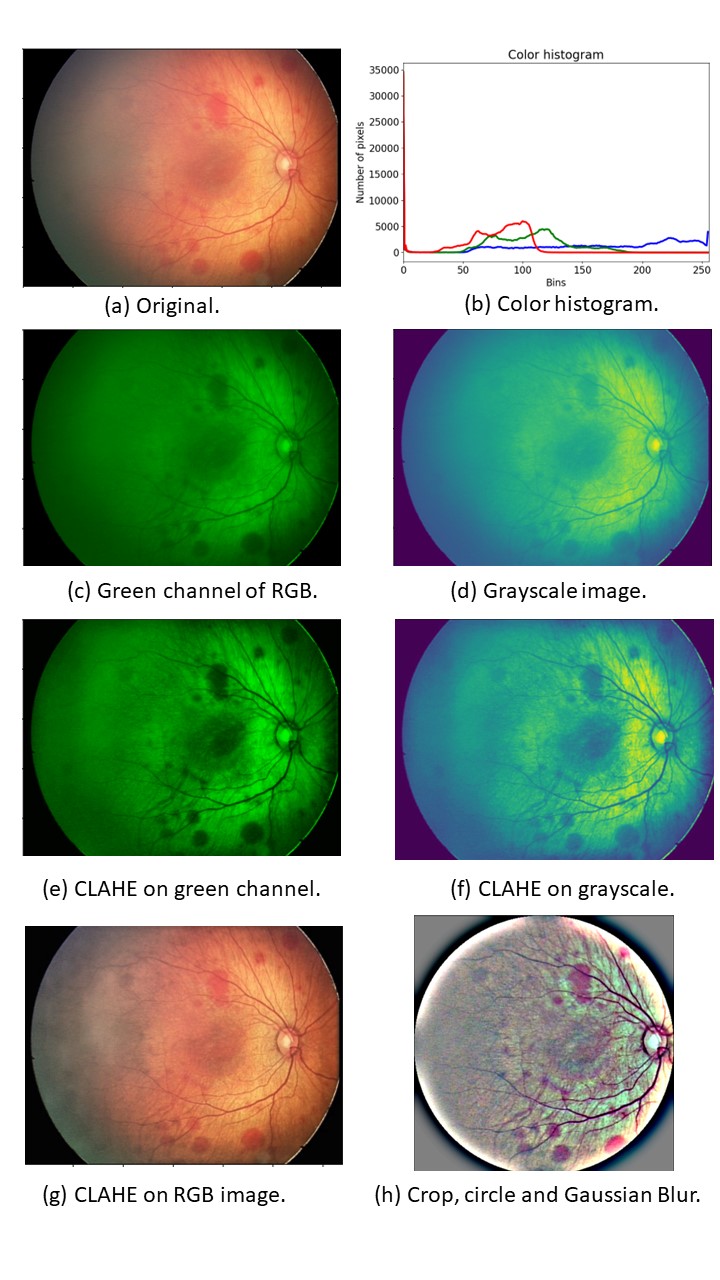 Color histogram
35000
30000
25000
20000
15000
10000
5000
0
Number of pixels
0 50 100 150 200 250
Bins
(a) Original.
(b) Color histogram.
(c) Green channel of RGB.
(d) Grayscale image.
(e) CLAHE on green channel.
(f) CLAHE on grayscale.
(g) CLAHE on RGB image.
(h) Crop, circle and Gaussian Blur.